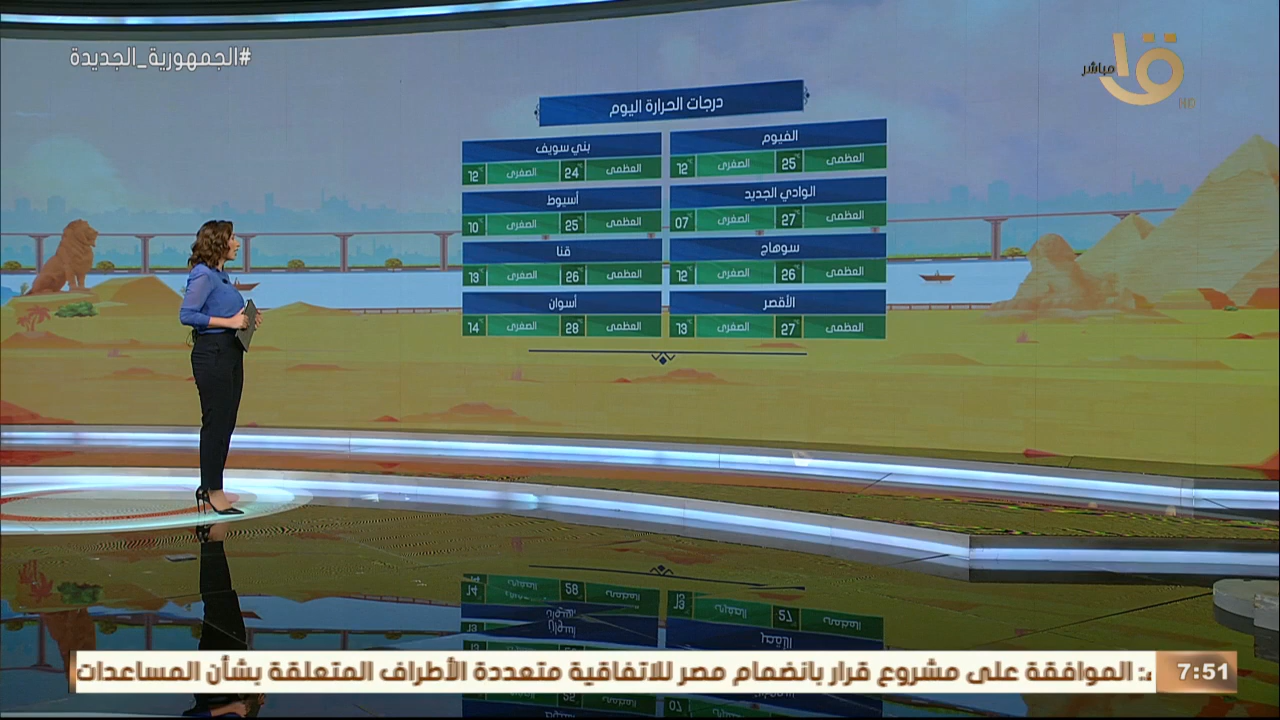 #الجمهورية_الجديدة
مباشر
HD
درجات الحرارة اليوم
الفيوم
العظمى 25° الصغرى 12°
بني سويف
العظمى 24° الصغرى 12°
الوادي الجديد
العظمى 27° الصغرى 07°
أسيوط
العظمى 25° الصغرى 10°
سوهاج
العظمى 26° الصغرى 12°
قنا
العظمى 26° الصغرى 13°
الأقصر
العظمى 27° الصغرى 13°
أسوان
العظمى 28° الصغرى 14°
7:51
: الموافقة على مشروع قرار بانضمام مصر للاتفاقية متعددة الأطراف المتعلقة بشأن المساعدات